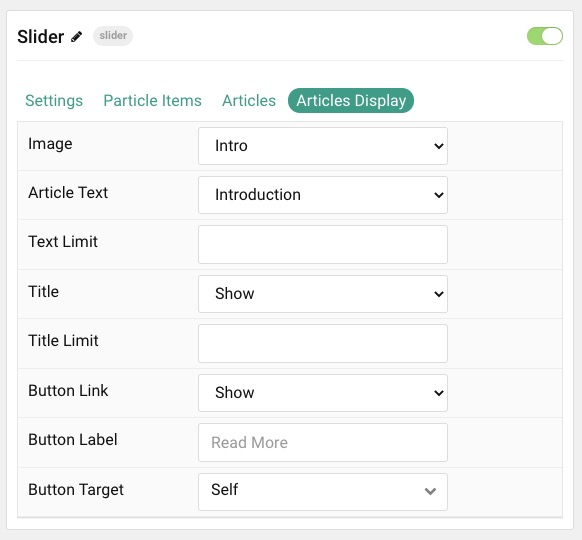 Slider slider
Settings Particle Items Articles Articles Display
Image Intro
Article Text Introduction
Text Limit
Title Show
Title Limit
Button Link Show
Button Label Read More
Button Target Self